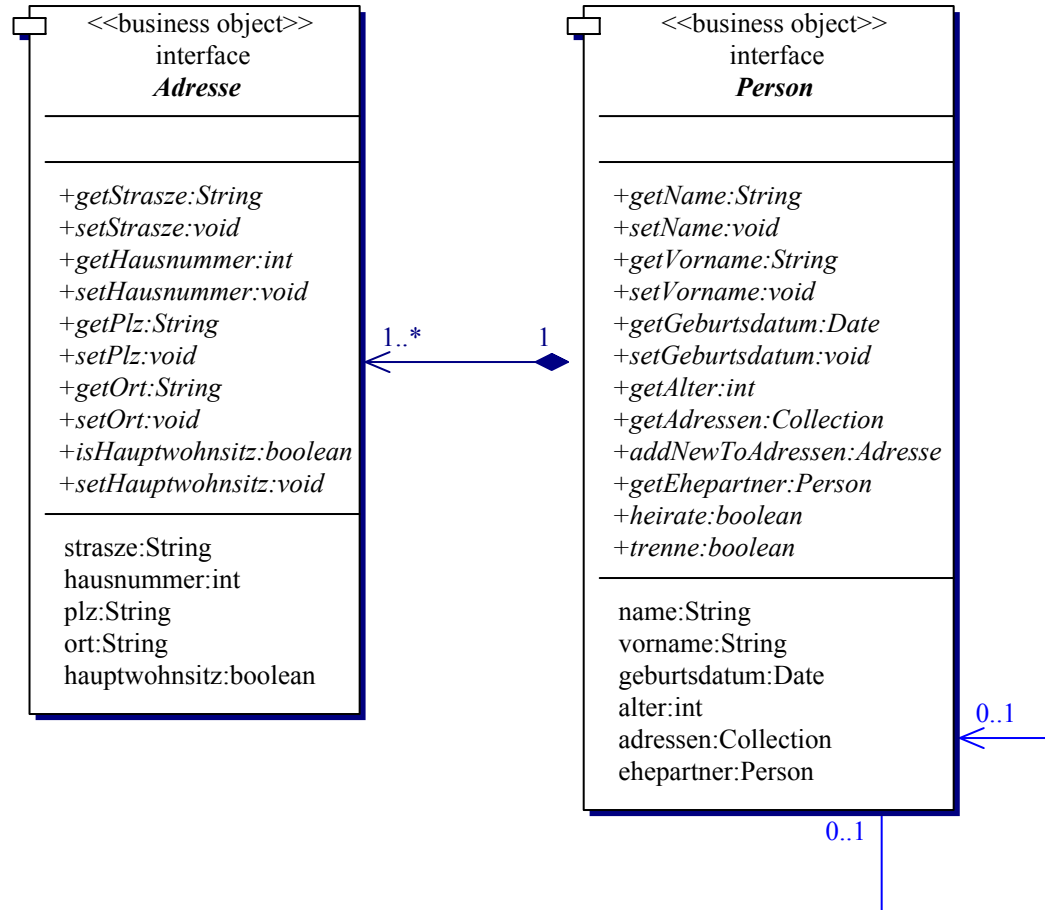 <<business object>>
interface
Adresse
+getStrasze:String
+setStrasze:void
+getHausnummer:int
+setHausnummer:void
+getPlz:String
+setPlz:void
+getOrt:String
+setOrt:void
+isHauptwohnsitz:boolean
+setHauptwohnsitz:void
strasze:String
hausnummer:int
plz:String
ort:String
hauptwohnsitz:boolean
1..*
1
<<business object>>
interface
Person
+getName:String
+setName:void
+getVorname:String
+setVorname:void
+getGeburtsdatum:Date
+setGeburtsdatum:void
+getAlter:int
+getAdressen:Collection
+addNewToAdressen:Adresse
+getEhepartner:Person
+heirate:boolean
+trenne:boolean
name:String
vorname:String
geburtsdatum:Date
alter:int
adressen:Collection
ehepartner:Person
0..1
0..1